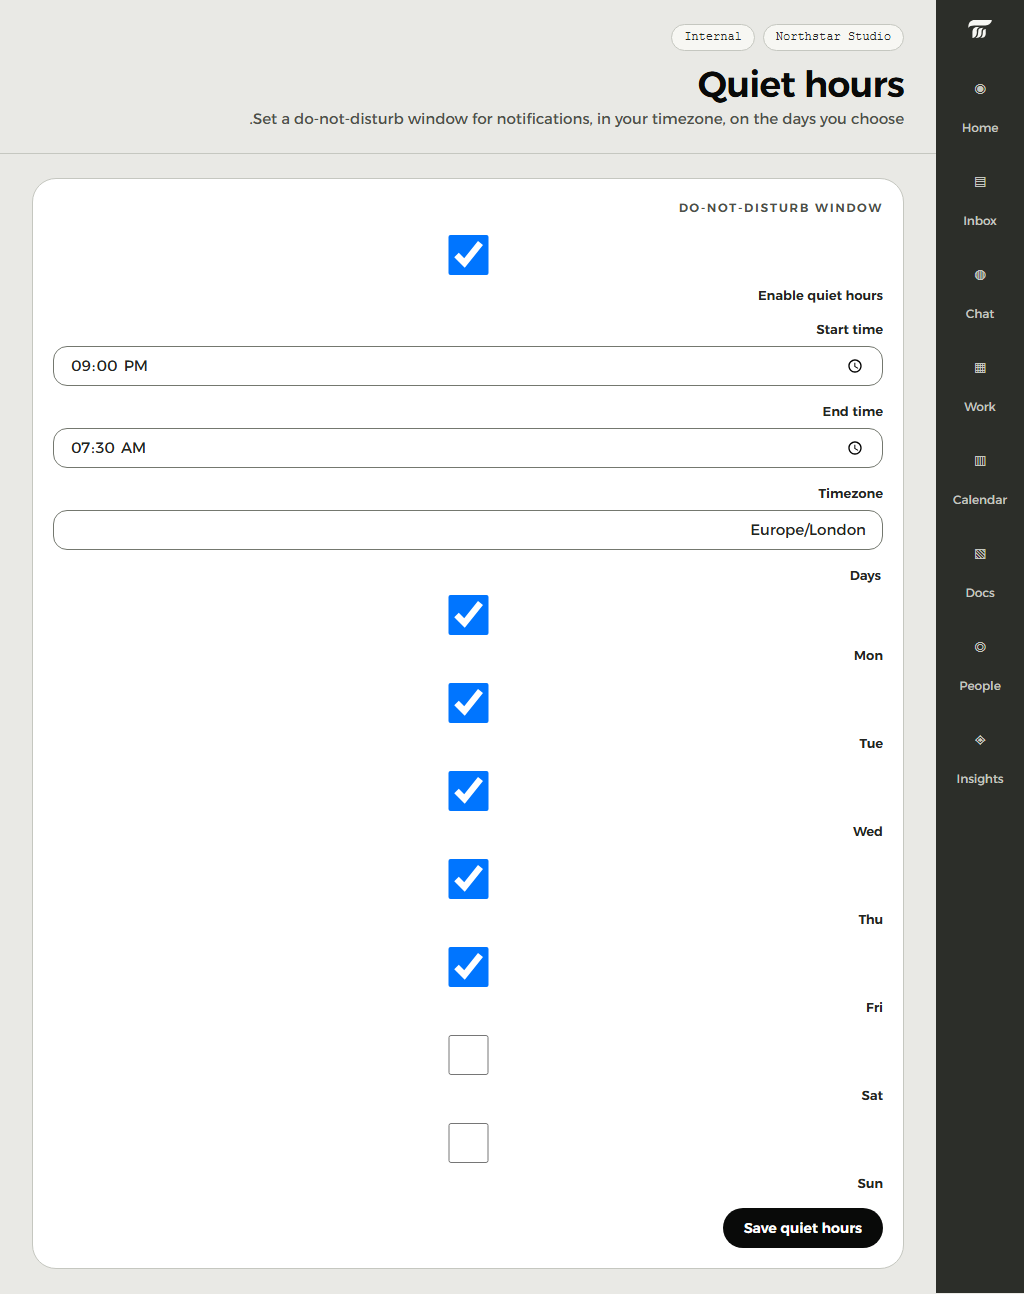 Internal
Northstar Studio
Quiet hours
.Set a do-not-disturb window for notifications, in your timezone, on the days you choose
DO-NOT-DISTURB WINDOW
Enable quiet hours
Start time
09:00 PM
End time
07:30 AM
Timezone
Europe/London
Days
Mon
Tue
Wed
Thu
Fri
Sat
Sun
Save quiet hours
Home
Inbox
Chat
Work
Calendar
Docs
People
Insights